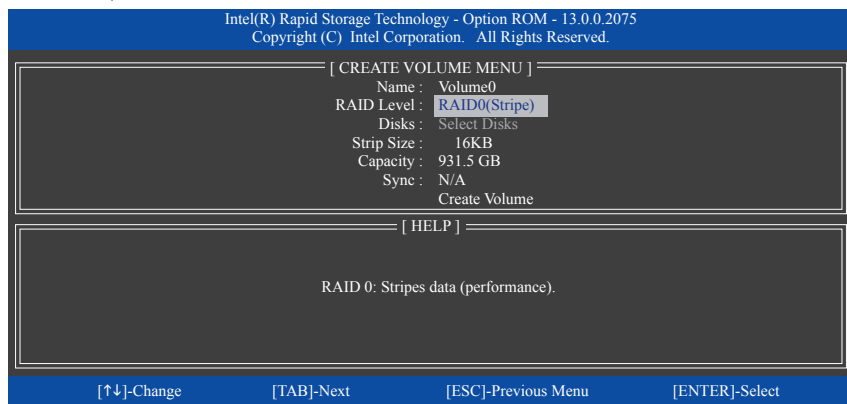 Intel(R) Rapid Storage Technology - Option ROM - 13.0.0.2075
Copyright (C) Intel Corporation. All Rights Reserved.
[ CREATE VOLUME MENU ]
Name : Volume0
RAID Level : RAID0(Stripe)
Disks : Select Disks
Strip Size : 16KB
Capacity : 931.5 GB
Sync : N/A
Create Volume
[ HELP ]
RAID 0: Stripes data (performance).
[↑↓]-Change [TAB]-Next [ESC]-Previous Menu [ENTER]-Select